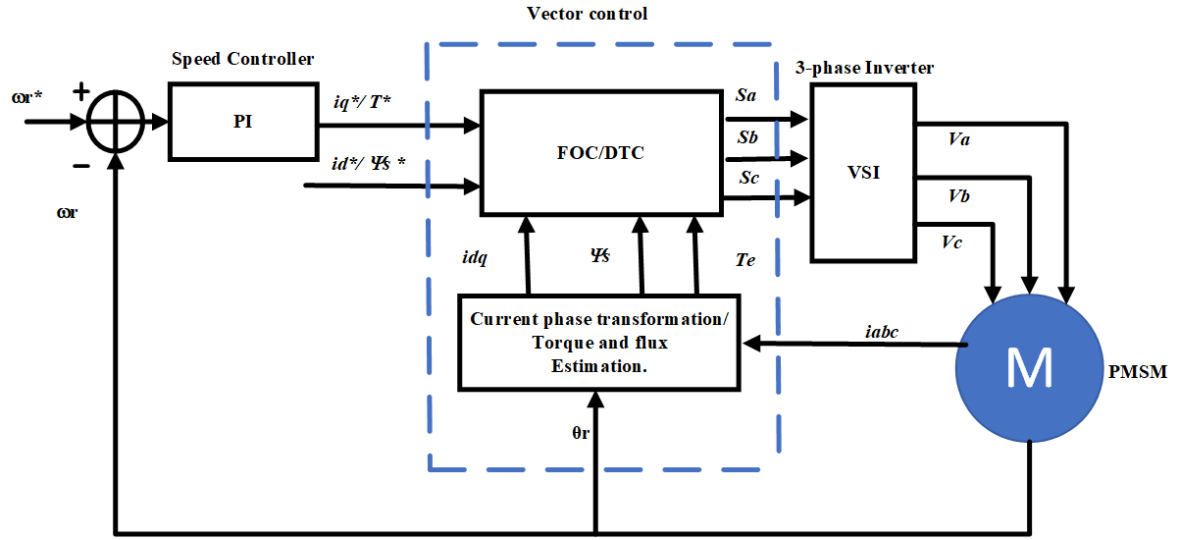 Vector control
Speed Controller
3-phase Inverter
ωr*
+
PI
iq*/ T*
id*/ Ψs *
FOC/DTC
Sa
Sb
Sc
VSI
Va
Vb
Vc
−
ωr
idq
Ψs
Te
Current phase transformation/
Torque and flux
Estimation.
iabc
M
PMSM
θr